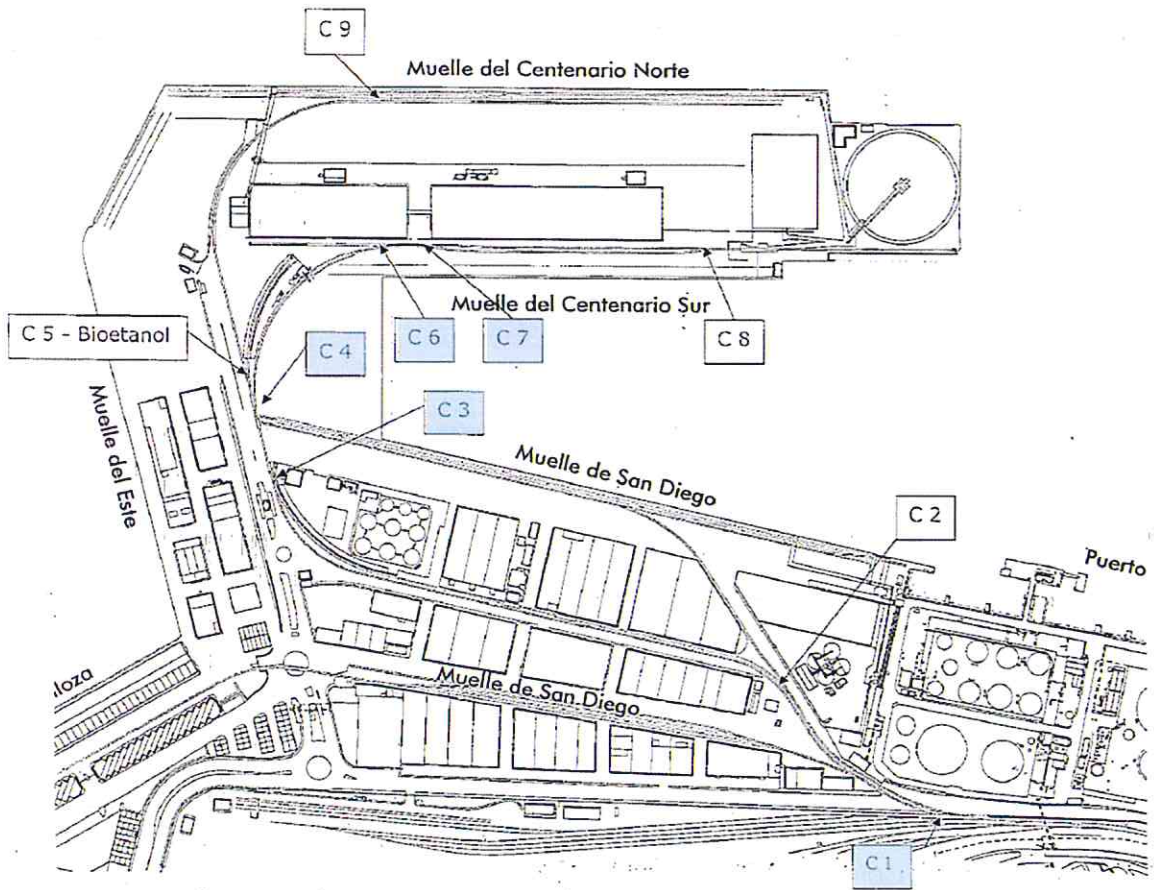 C 9
Muelle del Centenario Norte
Muelle del Centenario Sur
C 5 - Bioetanol
C 4
C 6
C 7
C 8
C 3
Muelle del Este
Muelle de San Diego
C 2
Puerto
Muelle de San Diego
C 1